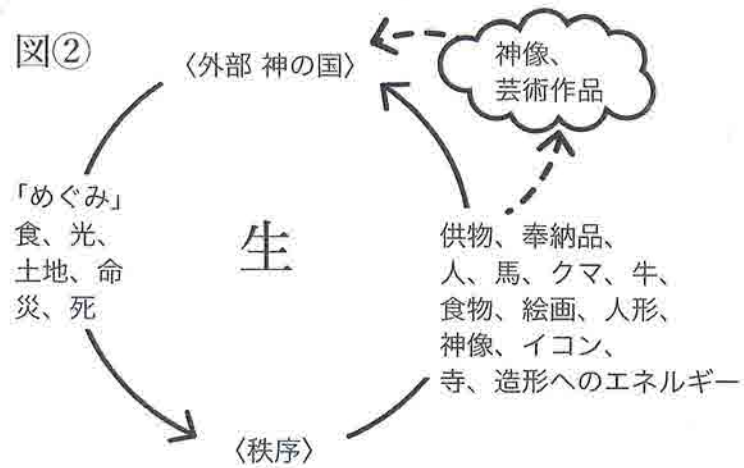 図②
〈外部 神の国〉
神像、
芸術作品
「めぐみ」
食、光、
土地、命
災、死
生
供物、奉納品、
人、馬、クマ、牛、
食物、絵画、人形、
神像、イコン、
寺、造形へのエネルギー
〈秩序〉